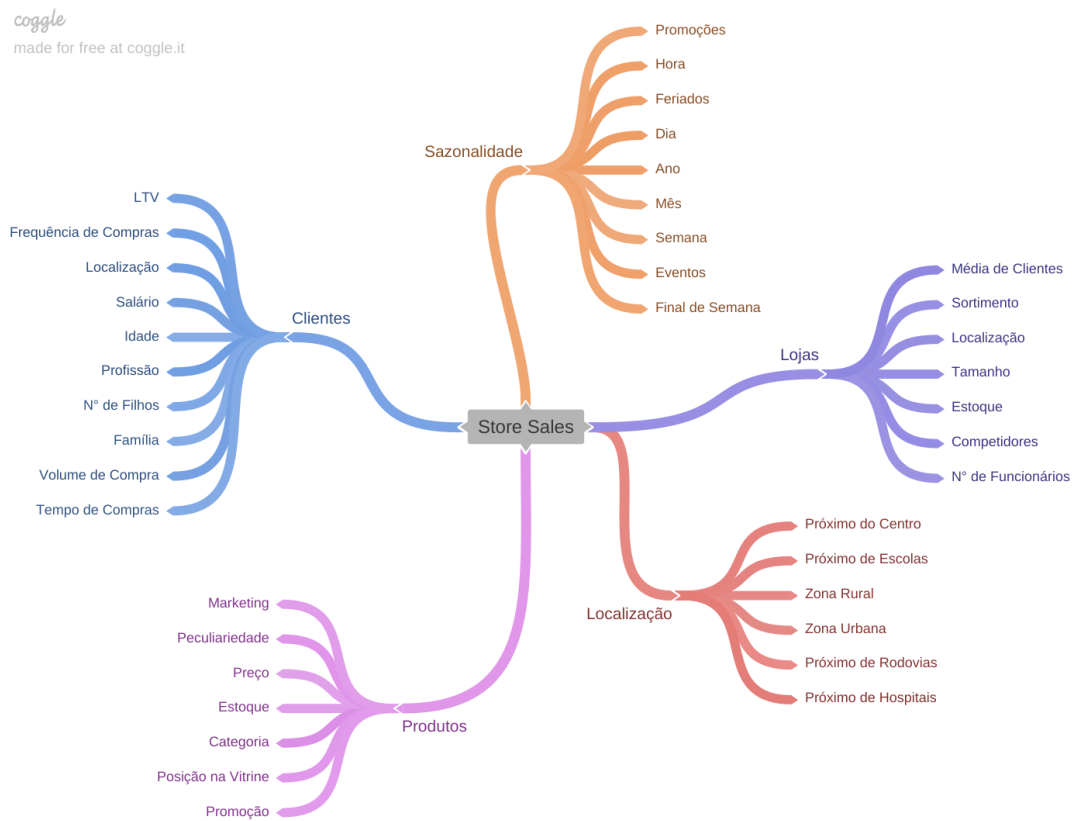 coggle
made for free at coggle.it
Store Sales
Sazonalidade
Promoções
Hora
Feriados
Dia
Ano
Mês
Semana
Eventos
Final de Semana
Clientes
LTV
Frequência de Compras
Localização
Salário
Idade
Profissão
N° de Filhos
Família
Volume de Compra
Tempo de Compras
Lojas
Média de Clientes
Sortimento
Localização
Tamanho
Estoque
Competidores
N° de Funcionários
Localização
Próximo do Centro
Próximo de Escolas
Zona Rural
Zona Urbana
Próximo de Rodovias
Próximo de Hospitais
Produtos
Marketing
Peculiariedade
Preço
Estoque
Categoria
Posição na Vitrine
Promoção